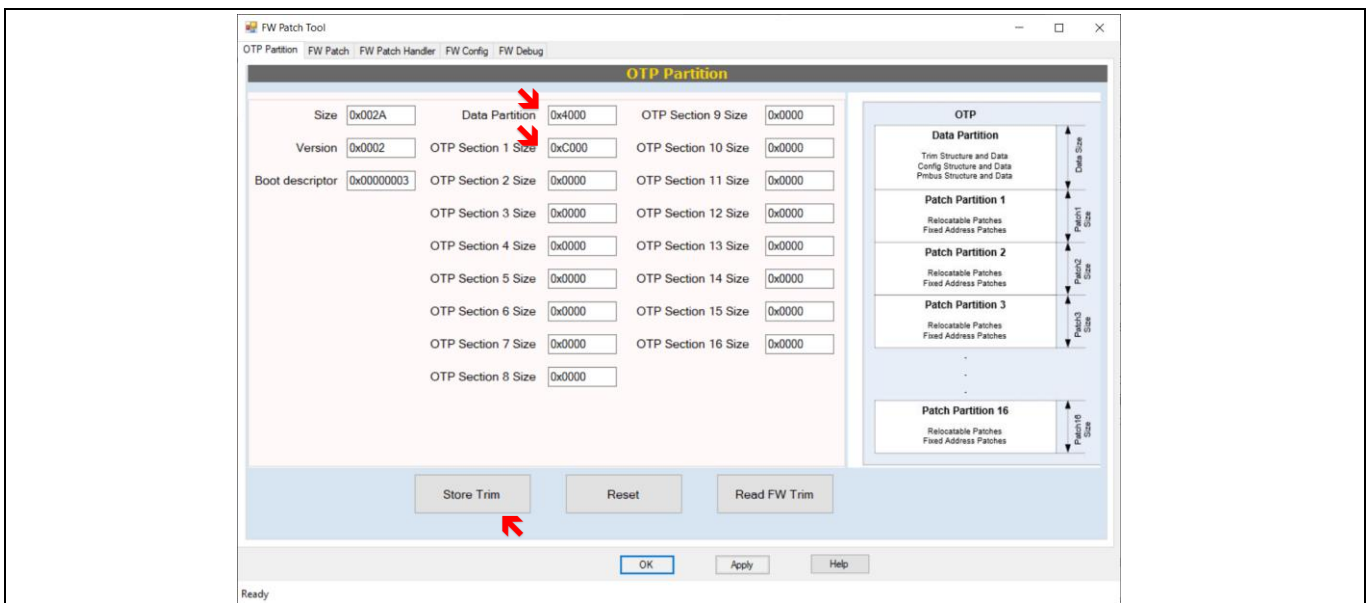 FW Patch Tool
OTP Partition FW Patch FW Patch Handler FW Config FW Debug
OTP Partition
Size 0x002A Data Partition 0x4000 OTP Section 9 Size 0x0000
Version 0x0002 OTP Section 1 Size 0xC000 OTP Section 10 Size 0x0000
Boot descriptor 0x00000003 OTP Section 2 Size 0x0000 OTP Section 11 Size 0x0000
OTP Section 3 Size 0x0000 OTP Section 12 Size 0x0000
OTP Section 4 Size 0x0000 OTP Section 13 Size 0x0000
OTP Section 5 Size 0x0000 OTP Section 14 Size 0x0000
OTP Section 6 Size 0x0000 OTP Section 15 Size 0x0000
OTP Section 7 Size 0x0000 OTP Section 16 Size 0x0000
OTP Section 8 Size 0x0000
OTP
Data Partition
Trim Structure and Data
Config Structure and Data
Pmbus Structure and Data
Data Size
Patch Partition 1
Relocatable Patches
Fixed Address Patches
Patch1
Size
Patch Partition 2
Relocatable Patches
Fixed Address Patches
Patch2
Size
Patch Partition 3
Relocatable Patches
Fixed Address Patches
Patch3
Size
.
.
.
Patch Partition 16
Relocatable Patches
Fixed Address Patches
Patch16
Size
Store Trim Reset Read FW Trim
OK Apply Help
Ready